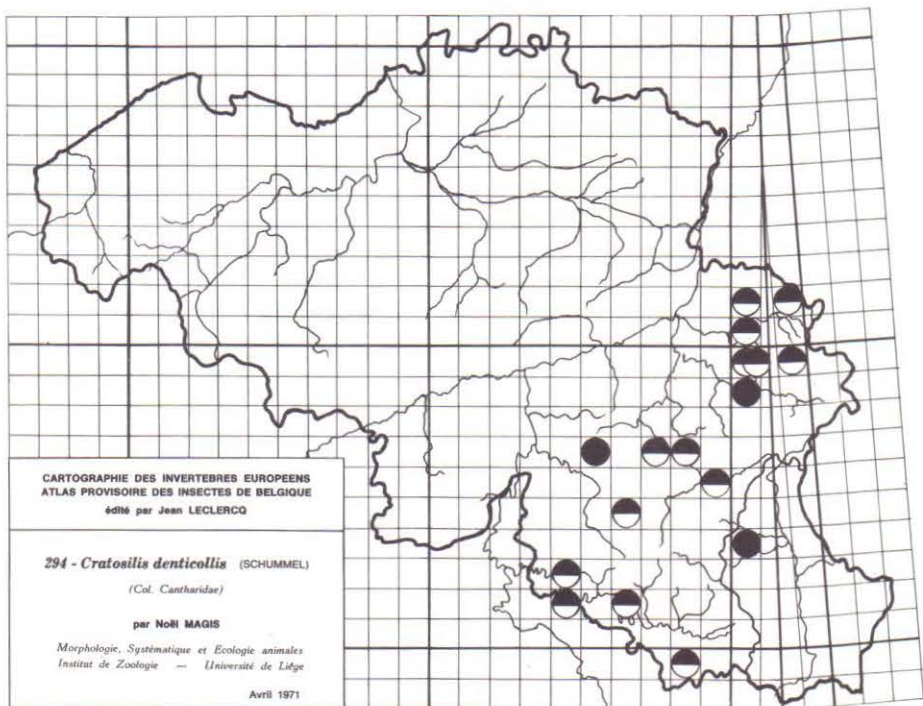 CARTOGRAPHIE DES INVERTEBRES EUROPEENS
ATLAS PROVISOIRE DES INSECTES DE BELGIQUE
édité par Jean LECLERCQ
294 - Cratosilis denticollis (SCHUMMEL)
(Col. Cantharidae)
par Noël MAGIS
Morphologie, Systématique et Ecologie animales
Institut de Zoologie — Université de Liège
Avril 1971